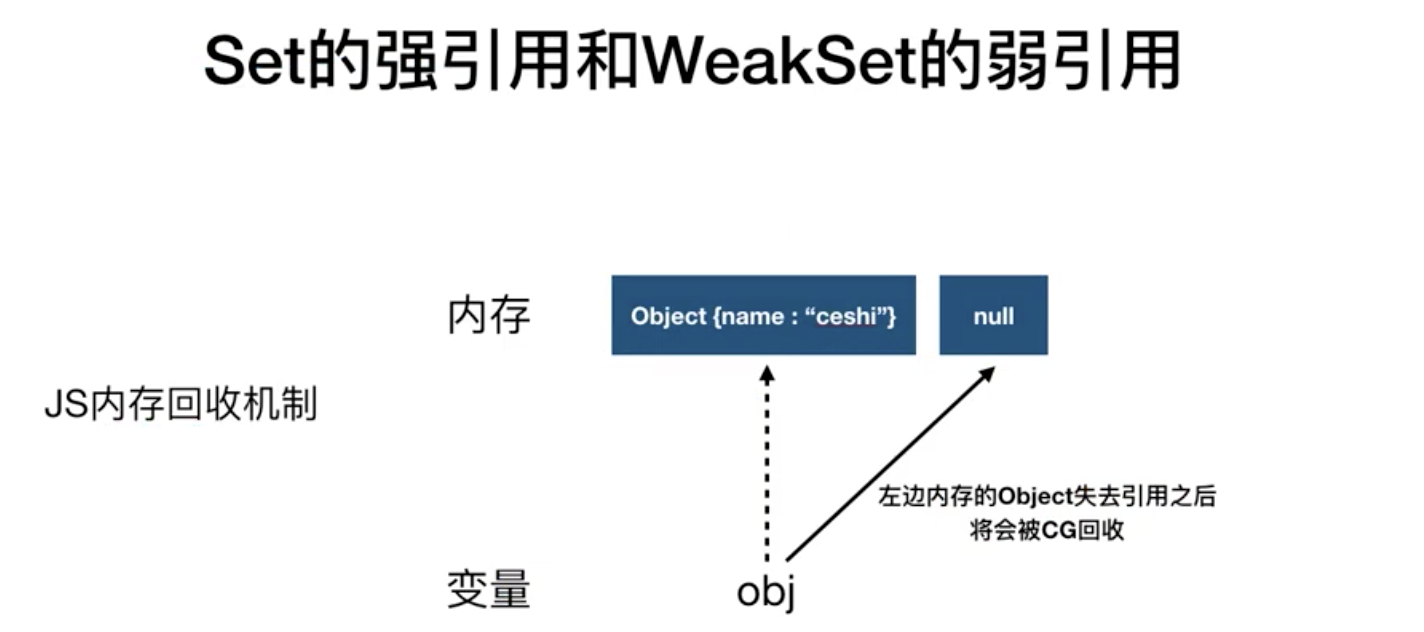 Set的强引用和WeakSet的弱引用
内存
Object {name : “ceshi”}
null
JS内存回收机制
左边内存的Object失去引用之后
将会被CG回收
变量
obj